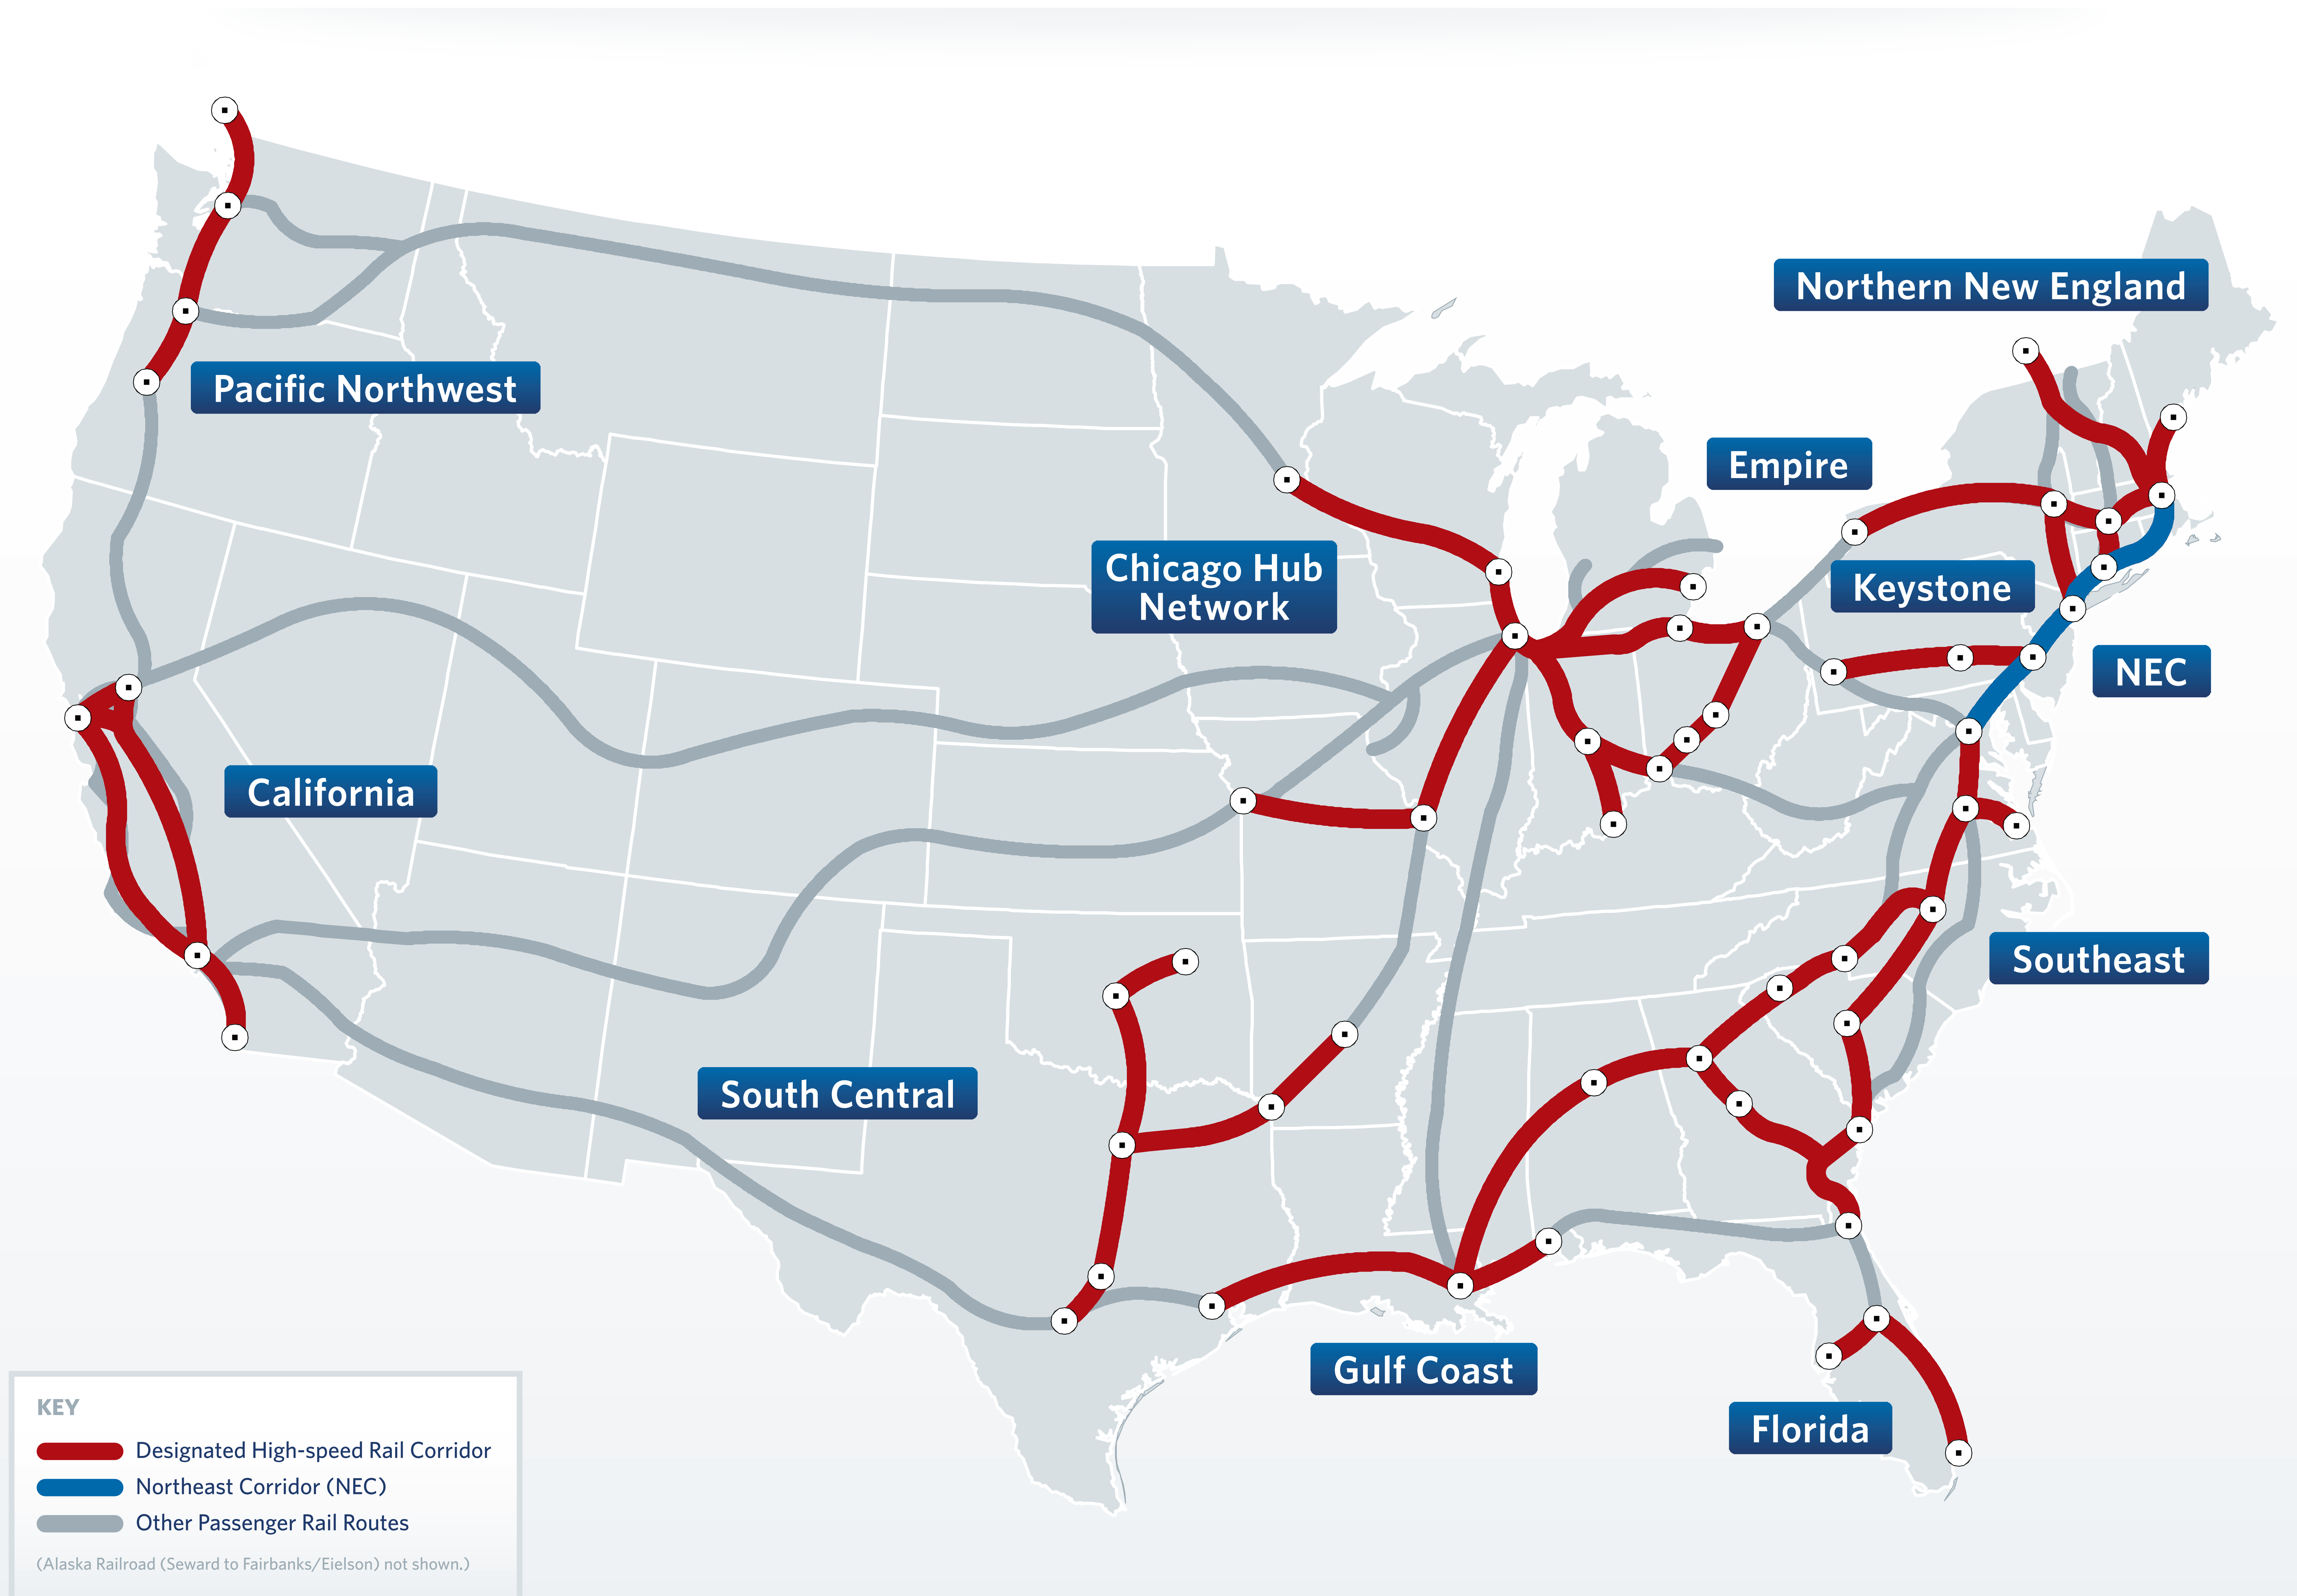 Northern New England
Pacific Northwest
Empire
Chicago Hub
Network
Keystone
NEC
California
Southeast
South Central
Gulf Coast
Florida
KEY
Designated High-speed Rail Corridor
Northeast Corridor (NEC)
Other Passenger Rail Routes
(Alaska Railroad (Seward to Fairbanks/Eielson) not shown.)